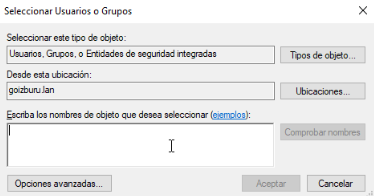 Seleccionar Usuarios o Grupos
Seleccionar este tipo de objeto:
Usuarios, Grupos, o Entidades de seguridad integradas
Tipos de objeto...
Desde esta ubicación:
goizburu.lan
Ubicaciones...
Escriba los nombres de objeto que desea seleccionar (ejemplos):
Comprobar nombres
Opciones avanzadas...
Aceptar
Cancelar